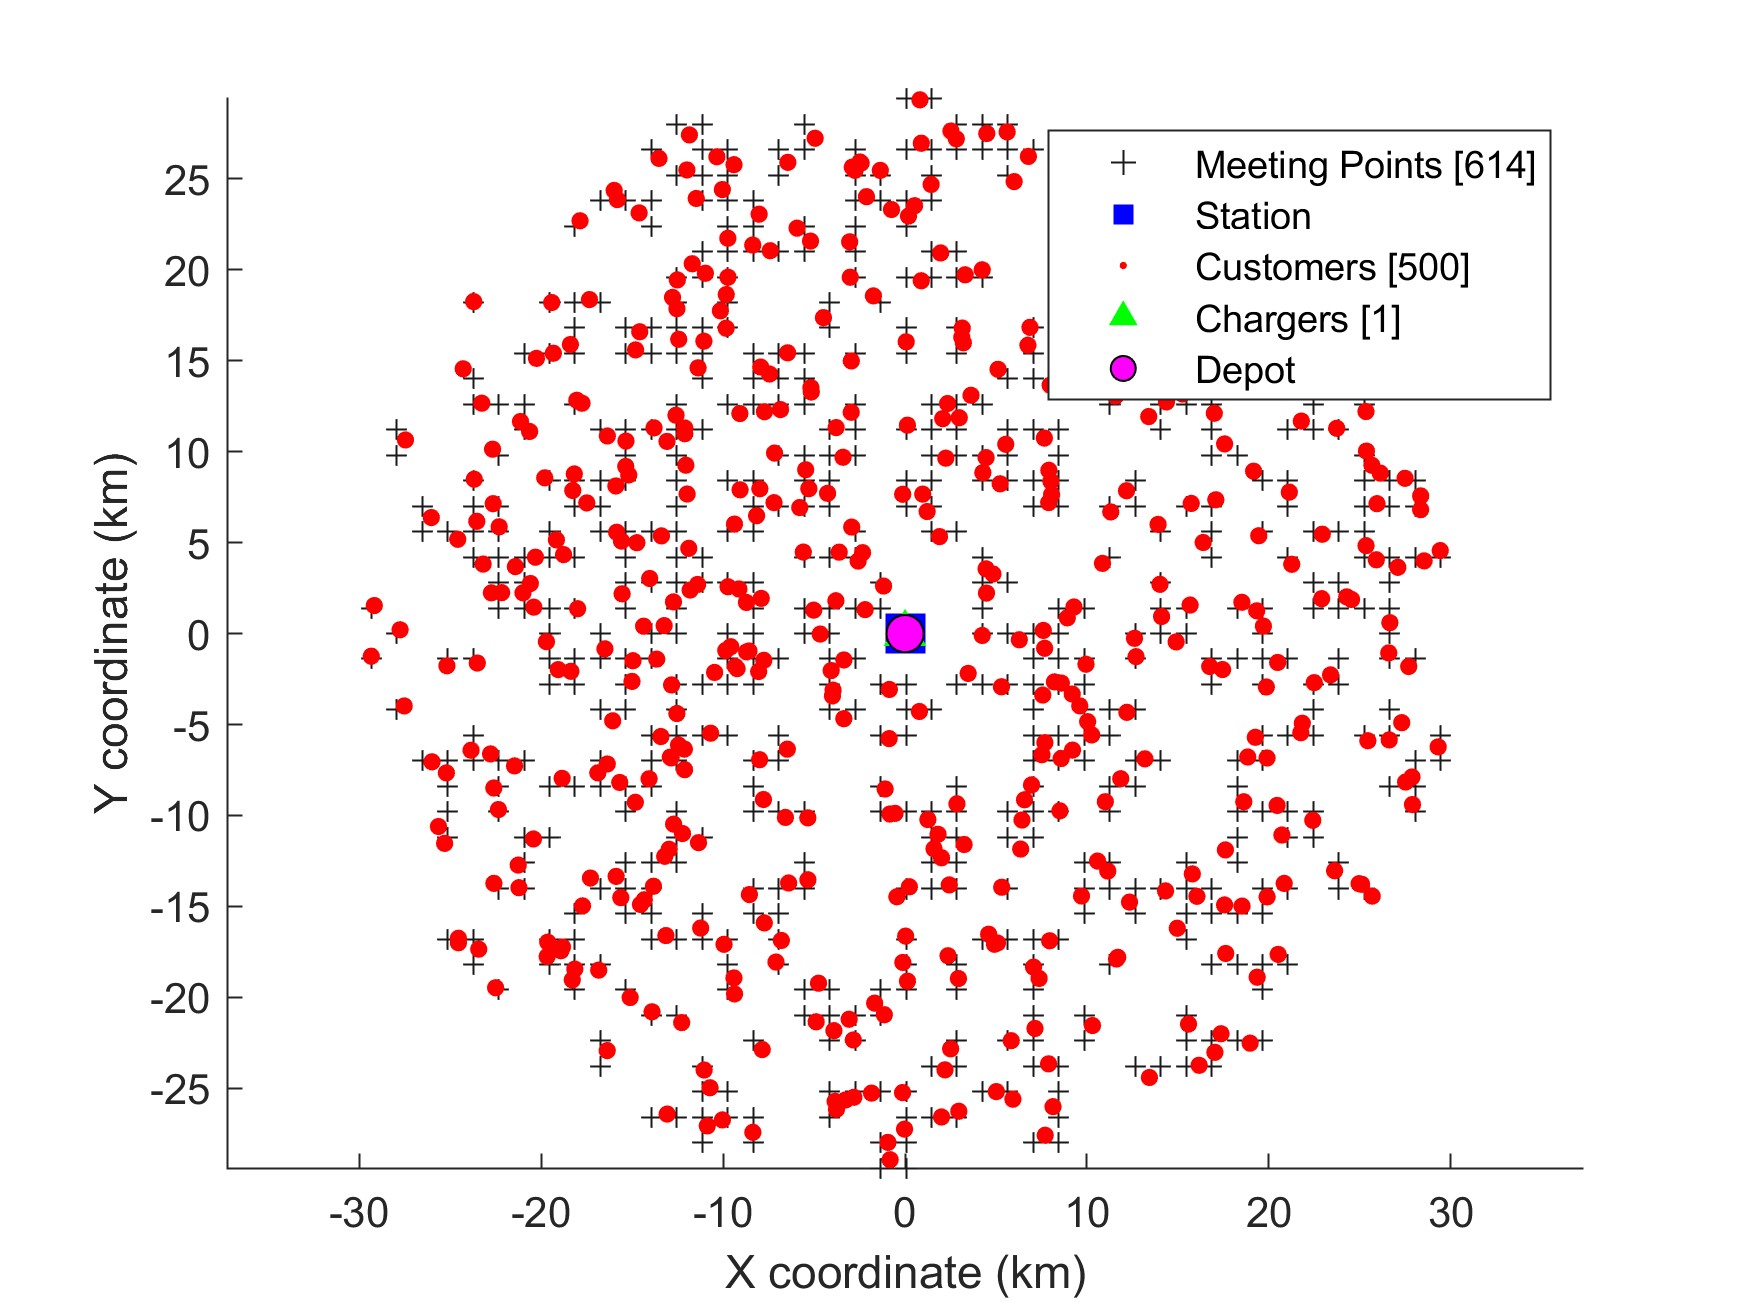 Meeting Points [614]
Station
Customers [500]
Chargers [1]
Depot
25
20
15
10
5
0
-5
-10
-15
-20
-25
Y coordinate (km)
-30 -20 -10 0 10 20 30
X coordinate (km)